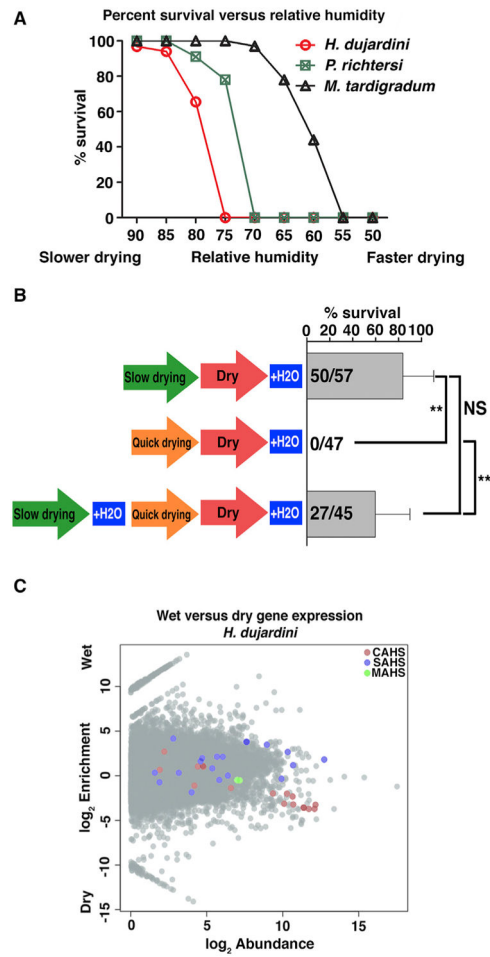 A
Percent survival versus relative humidity
H. dujardini
P. richtersi
M. tardigradum
% survival
100
80
60
40
20
0
90 85 80 75 70 65 60 55 50
Slower drying Relative humidity Faster drying
B
% survival
0 20 40 60 80 100
Slow drying Dry +H2O 50/57
** NS
Quick drying Dry +H2O 0/47
**
Slow drying +H2O Quick drying Dry +H2O 27/45
C
Wet versus dry gene expression
H. dujardini
CAHS
SAHS
MAHS
Wet
log2 Enrichment
Dry
10
5
0
-5
-10
-15
0 5 10 15
log2 Abundance